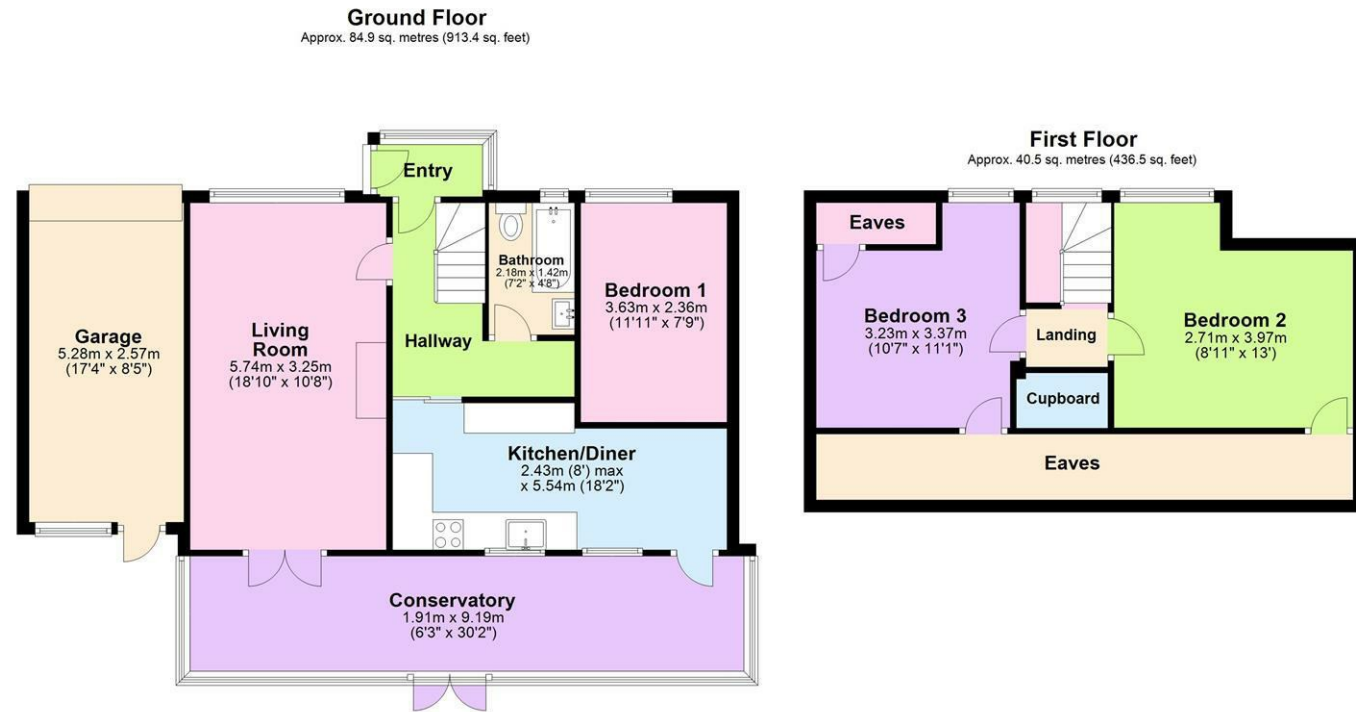 Ground Floor
Approx. 84.9 sq. metres (913.4 sq. feet)
Entry
Garage
5.28m x 2.57m
(17'4" x 8'5")
Living
Room
5.74m x 3.25m
(18'10" x 10'8")
Hallway
Bathroom
2.18m x 1.42m
(7'2" x 4'8")
Bedroom 1
3.63m x 2.36m
(11'11" x 7'9")
Kitchen/Diner
2.43m (8') max
x 5.54m (18'2")
Conservatory
1.91m x 9.19m
(6'3" x 30'2")
First Floor
Approx. 40.5 sq. metres (436.5 sq. feet)
Eaves
Bedroom 3
3.23m x 3.37m
(10'7" x 11'1")
Landing
Bedroom 2
2.71m x 3.97m
(8'11" x 13')
Cupboard
Eaves